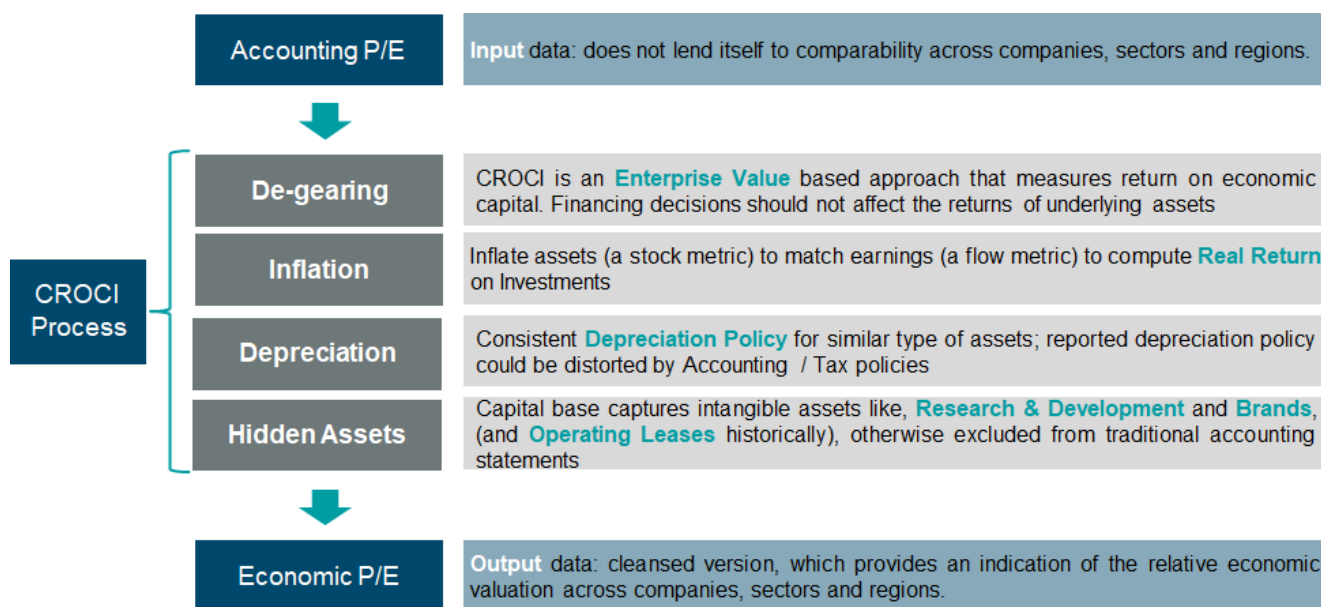 Accounting P/E
Input data: does not lend itself to comparability across companies, sectors and regions.
CROCI
Process
De-gearing
CROCI is an Enterprise Value based approach that measures return on economic
capital. Financing decisions should not affect the returns of underlying assets
Inflation
Inflate assets (a stock metric) to match earnings (a flow metric) to compute Real Return
on Investments
Depreciation
Consistent Depreciation Policy for similar type of assets; reported depreciation policy
could be distorted by Accounting / Tax policies
Hidden Assets
Capital base captures intangible assets like, Research & Development and Brands,
(and Operating Leases historically), otherwise excluded from traditional accounting
statements
Economic P/E
Output data: cleansed version, which provides an indication of the relative economic
valuation across companies, sectors and regions.